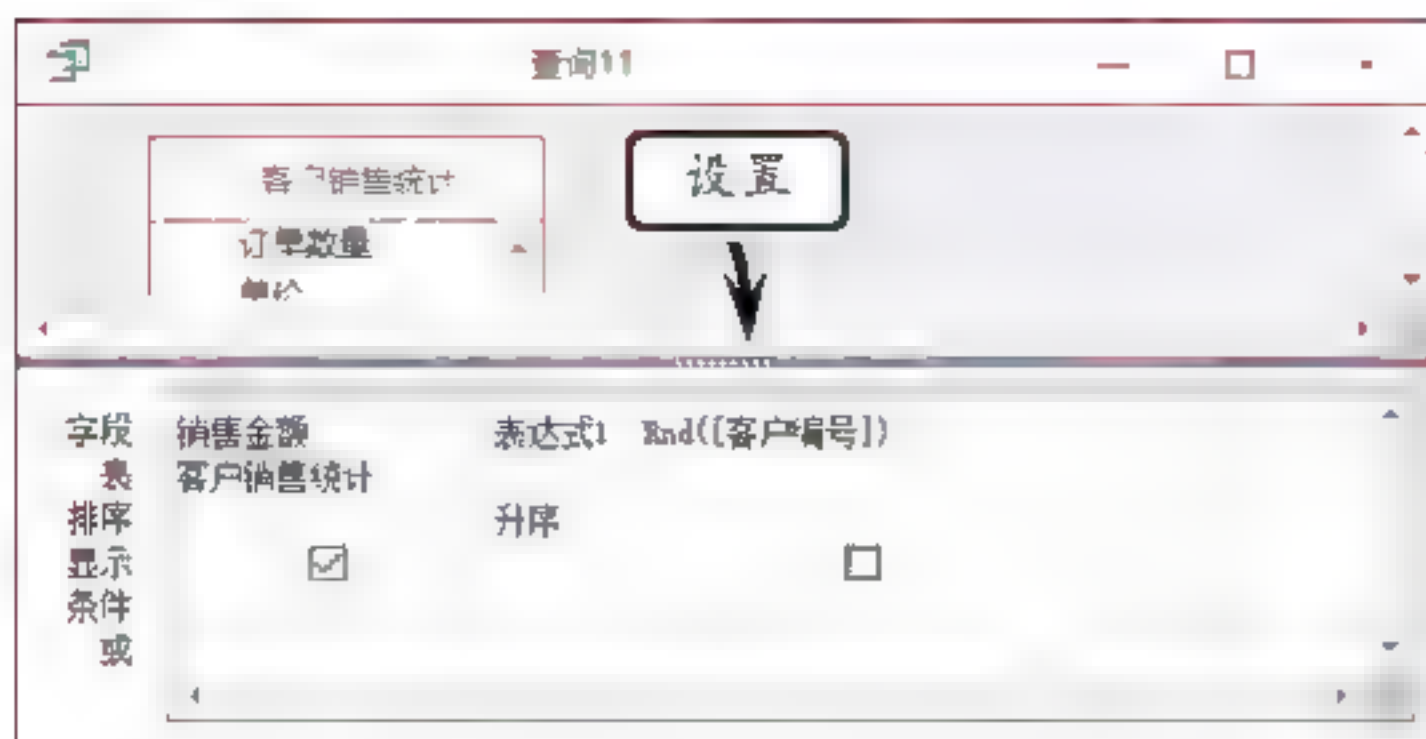 查询11
设置
客户销售统计
订单数量
单价
字段 销售金额 表达式1 Rnd([客户编号])
表 客户销售统计
排序 升序
显示
条件
或